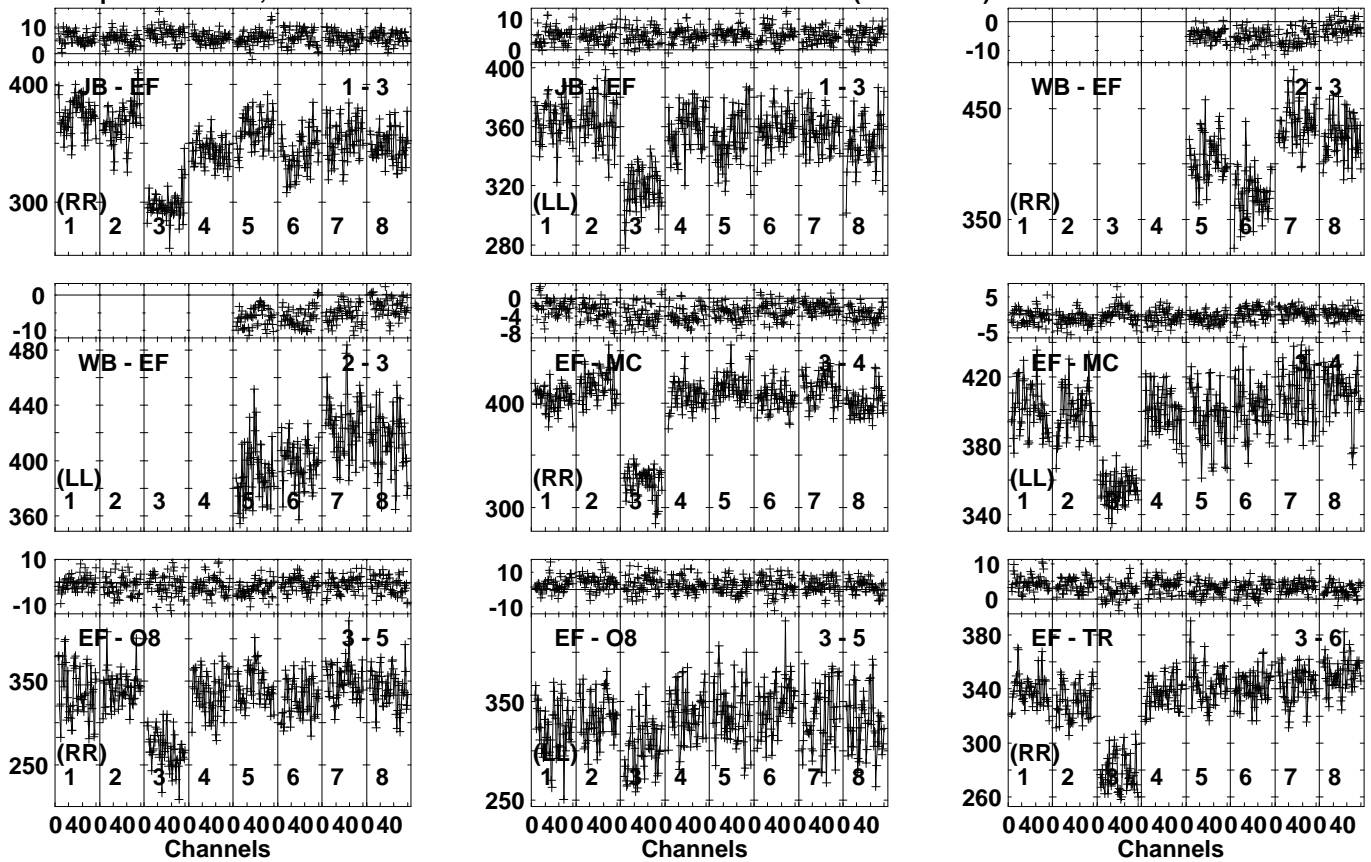 10 10 0
0 0 -10
400 JB - EF 1 - 3 400 JB - EF 1 - 3 WB - EF 2 - 3
360 450
320
300 (RR) (LL) 350 (RR)
1 2 3 4 5 6 7 8 1 2 3 4 5 6 7 8 1 2 3 4 5 6 7 8
280
0 0 5
-10 -4 -5
-8
480 WB - EF 2 - 3 EF - MC 3 - 4 EF - MC 3 - 4
440 400 420
400 380
(LL) (RR) (LL)
360 1 2 3 4 5 6 7 8 300 1 2 3 4 5 6 7 8 340 1 2 3 4 5 6 7 8
10 10 10
-10 -10 0
EF - O8 3 - 5 EF - O8 3 - 5 380 EF - TR 3 - 6
350 350 340
250 (RR) (LL) 300 (RR)
1 2 3 4 5 6 7 8 1 2 3 4 5 6 7 8 1 2 3 4 5 6 7 8
250 260
0 40 0 40 0 40 0 40 0 40 0 40 0 40 0 40 0 40 0 40 0 40 0 40 0 40 0 40 0 40 0 40 0 40 0 40 0 40 0 40 0 40 0 40 0 40 0 40
Channels Channels Channels